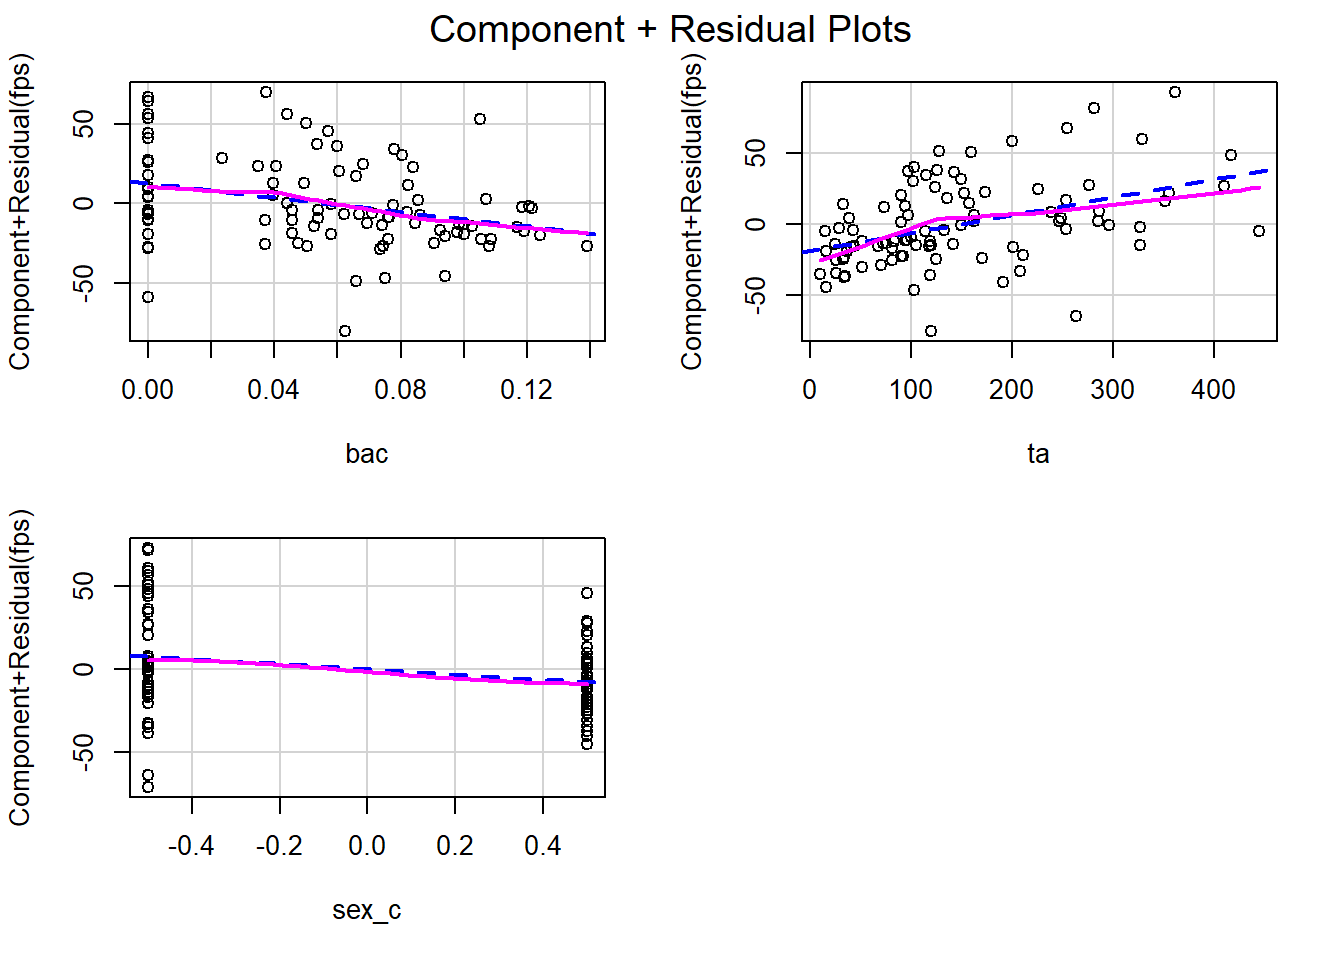 Component + Residual Plots
Component+Residual(fps)
50
0
-50
0.00 0.04 0.08 0.12
bac
Component+Residual(fps)
50
0
-50
0 100 200 300 400
ta
Component+Residual(fps)
50
0
-50
-0.4 -0.2 0.0 0.2 0.4
sex_c